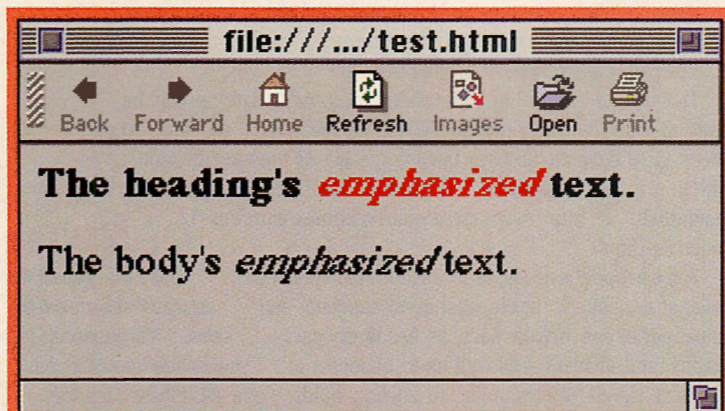 file:///.../test.html
Back Forward Home Refresh Images Open Print
The heading's emphasized text.
The body's emphasized text.